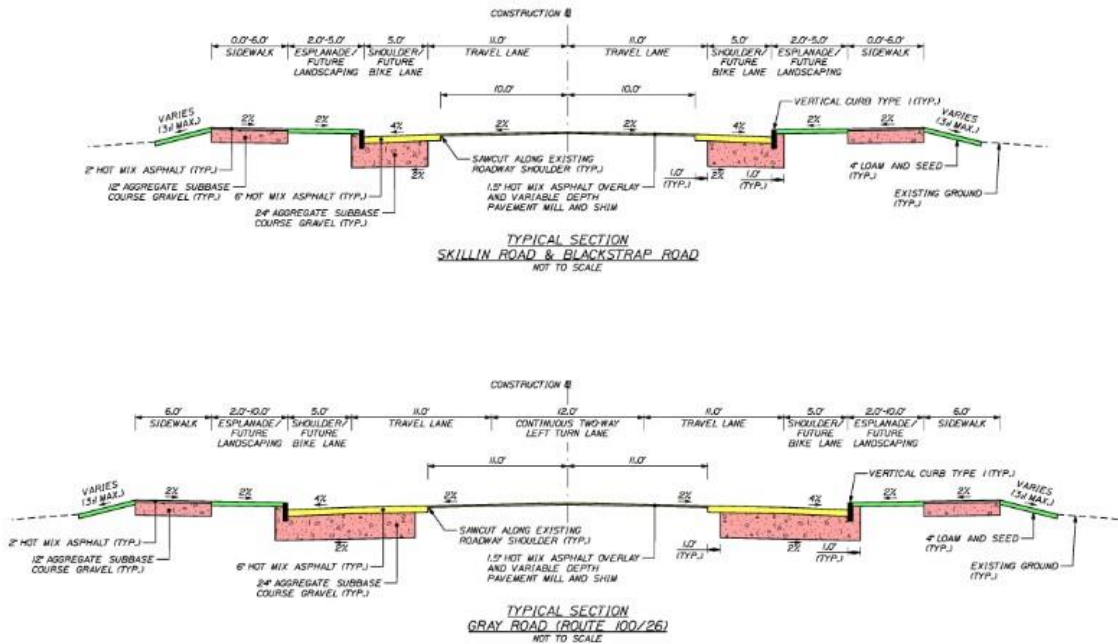 CONSTRUCTION ℄
0.0'-6.0' 2.0'-5.0' 5.0' 11.0' 11.0' 5.0' 2.0'-5.0' 0.0'-6.0'
SIDEWALK ESPLANADE/ SHOULDER/ TRAVEL LANE TRAVEL LANE SHOULDER/ ESPLANADE/ SIDEWALK
FUTURE FUTURE FUTURE FUTURE
LANDSCAPING BIKE LANE BIKE LANE LANDSCAPING
10.0' 10.0'
VERTICAL CURB TYPE 1 (TYP.)
VARIES
(3:1 MAX.)
2% 2% 4% 2% 2% 4% 2% 2%
VARIES
(3:1 MAX.)
2" HOT MIX ASPHALT (TYP.)
12" AGGREGATE SUBBASE
COURSE GRAVEL (TYP.)
6" HOT MIX ASPHALT (TYP.)
24" AGGREGATE SUBBASE
COURSE GRAVEL (TYP.)
2%
SAWCUT ALONG EXISTING
ROADWAY SHOULDER (TYP.)
1.5" HOT MIX ASPHALT OVERLAY
AND VARIABLE DEPTH
PAVEMENT MILL AND SHIM
1.0'
(TYP.)
2%
1.0'
(TYP.)
4" LOAM AND SEED
(TYP.)
EXISTING GROUND
(TYP.)
TYPICAL SECTION
SKILLIN ROAD & BLACKSTRAP ROAD
NOT TO SCALE
CONSTRUCTION ℄
6.0' 2.0'-10.0' 5.0' 11.0' 12.0' 11.0' 5.0' 2.0'-10.0' 6.0'
SIDEWALK ESPLANADE/ SHOULDER/ TRAVEL LANE CONTINUOUS TWO-WAY TRAVEL LANE SHOULDER/ ESPLANADE/ SIDEWALK
FUTURE FUTURE LEFT TURN LANE FUTURE FUTURE
LANDSCAPING BIKE LANE BIKE LANE LANDSCAPING
11.0' 11.0'
VERTICAL CURB TYPE 1 (TYP.)
VARIES
(3:1 MAX.)
2% 2% 4% 2% 2% 4% 2% 2%
VARIES
(3:1 MAX.)
2" HOT MIX ASPHALT (TYP.)
12" AGGREGATE SUBBASE
COURSE GRAVEL (TYP.)
2%
6" HOT MIX ASPHALT (TYP.)
24" AGGREGATE SUBBASE
COURSE GRAVEL (TYP.)
SAWCUT ALONG EXISTING
ROADWAY SHOULDER (TYP.)
1.5" HOT MIX ASPHALT OVERLAY
AND VARIABLE DEPTH
PAVEMENT MILL AND SHIM
1.0'
(TYP.)
2%
1.0'
(TYP.)
4" LOAM AND SEED
(TYP.)
EXISTING GROUND
(TYP.)
TYPICAL SECTION
GRAY ROAD (ROUTE 100/26)
NOT TO SCALE